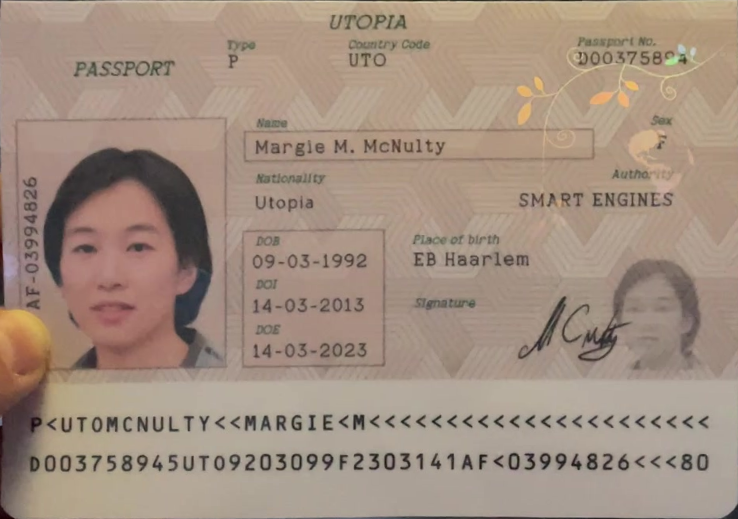 UTOPIA
PASSPORT
Type
P
Country Code
UTO
Passport No.
D00375894
Name
Margie M. McNulty
Sex
F
Nationality
Utopia
Authority
SMART ENGINES
DOB
09-03-1992
Place of birth
EB Haarlem
DOI
14-03-2013
Signature
DOE
14-03-2023
AF-03994826
P<UTOMCNULTY<<MARGIE<M<<<<<<<<<<<<<<<<<<<<<<
D003758945UTO9203099F2303141AF<03994826<<<80